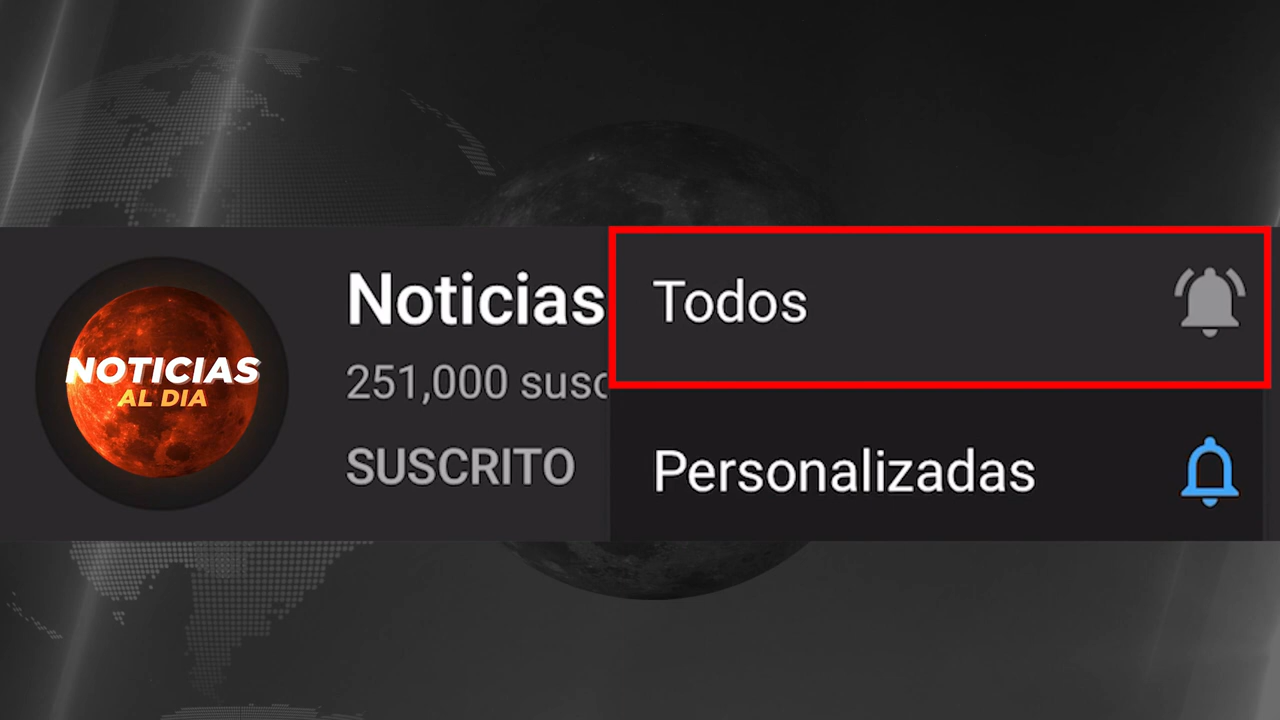 NOTICIAS
AL DIA
Noticias
251,000 susc
SUSCRITO
Todos
Personalizadas